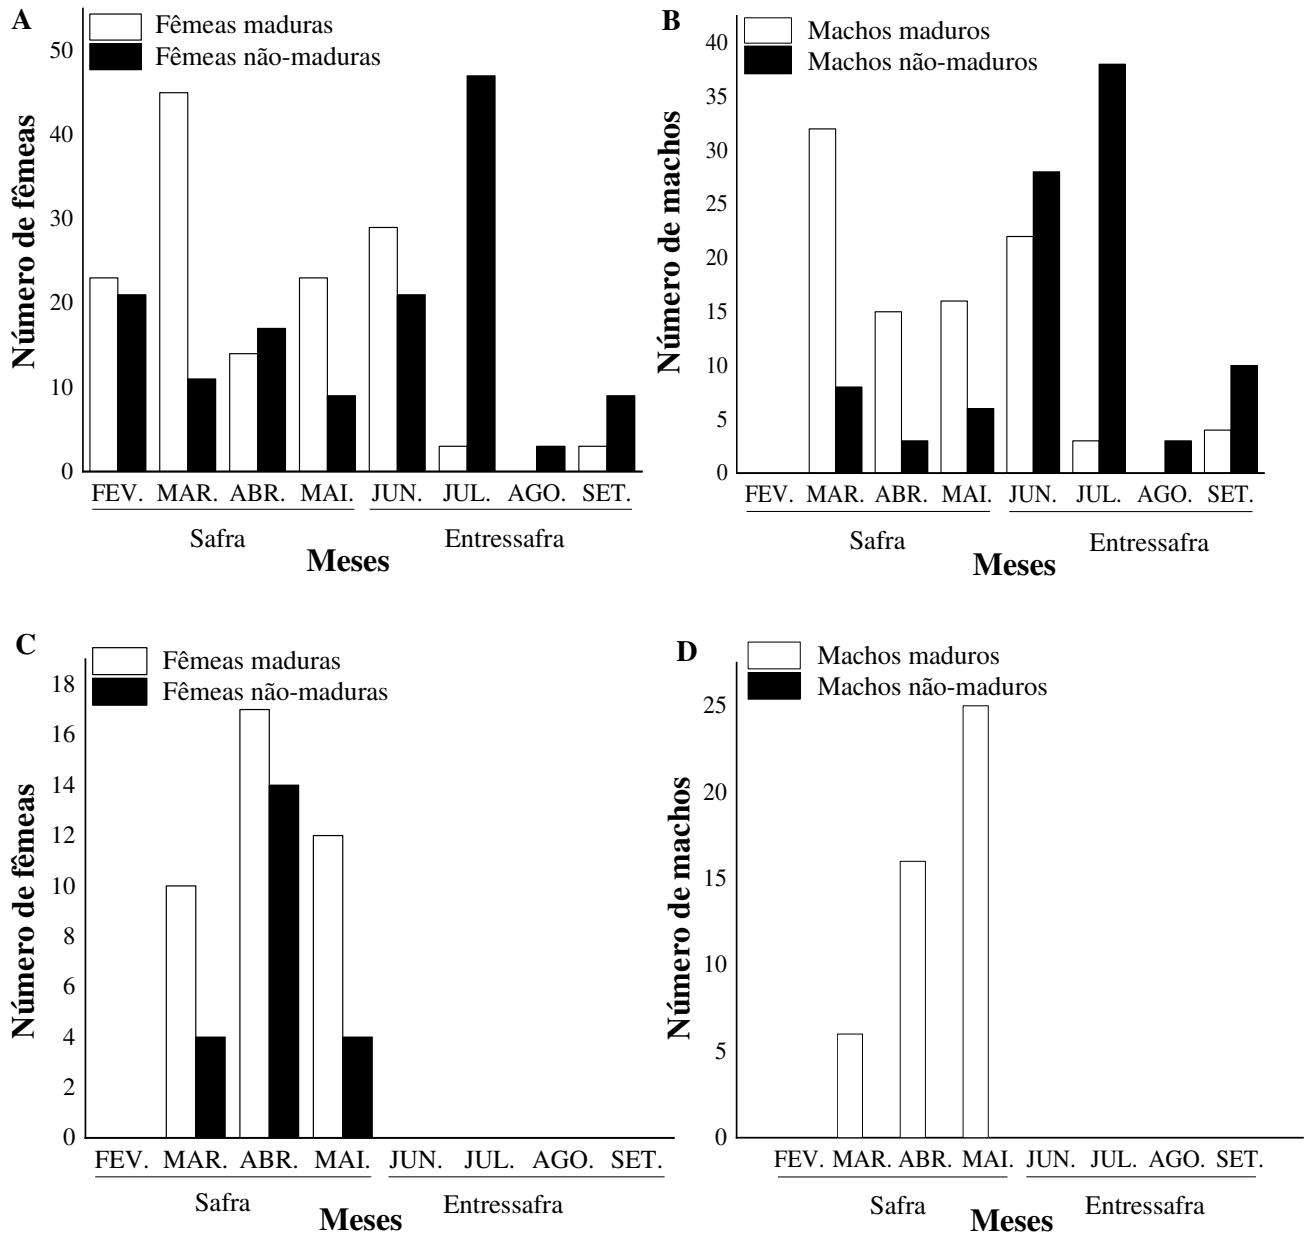 A
Fêmeas maduras
Fêmeas não-maduras
Número de fêmeas
50
40
30
20
10
0
FEV. MAR. ABR. MAI. JUN. JUL. AGO. SET.
Safra
Entressafra
Meses
B
Machos maduros
Machos não-maduros
Número de machos
40
35
30
25
20
15
10
5
0
FEV. MAR. ABR. MAI. JUN. JUL. AGO. SET.
Safra
Entressafra
Meses
C
Fêmeas maduras
Fêmeas não-maduras
Número de fêmeas
18
16
14
12
10
8
6
4
2
0
FEV. MAR. ABR. MAI. JUN. JUL. AGO. SET.
Safra
Entressafra
Meses
D
Machos maduros
Machos não-maduros
Número de machos
25
20
15
10
5
0
FEV. MAR. ABR. MAI. JUN. JUL. AGO. SET.
Safra
Entressafra
Meses